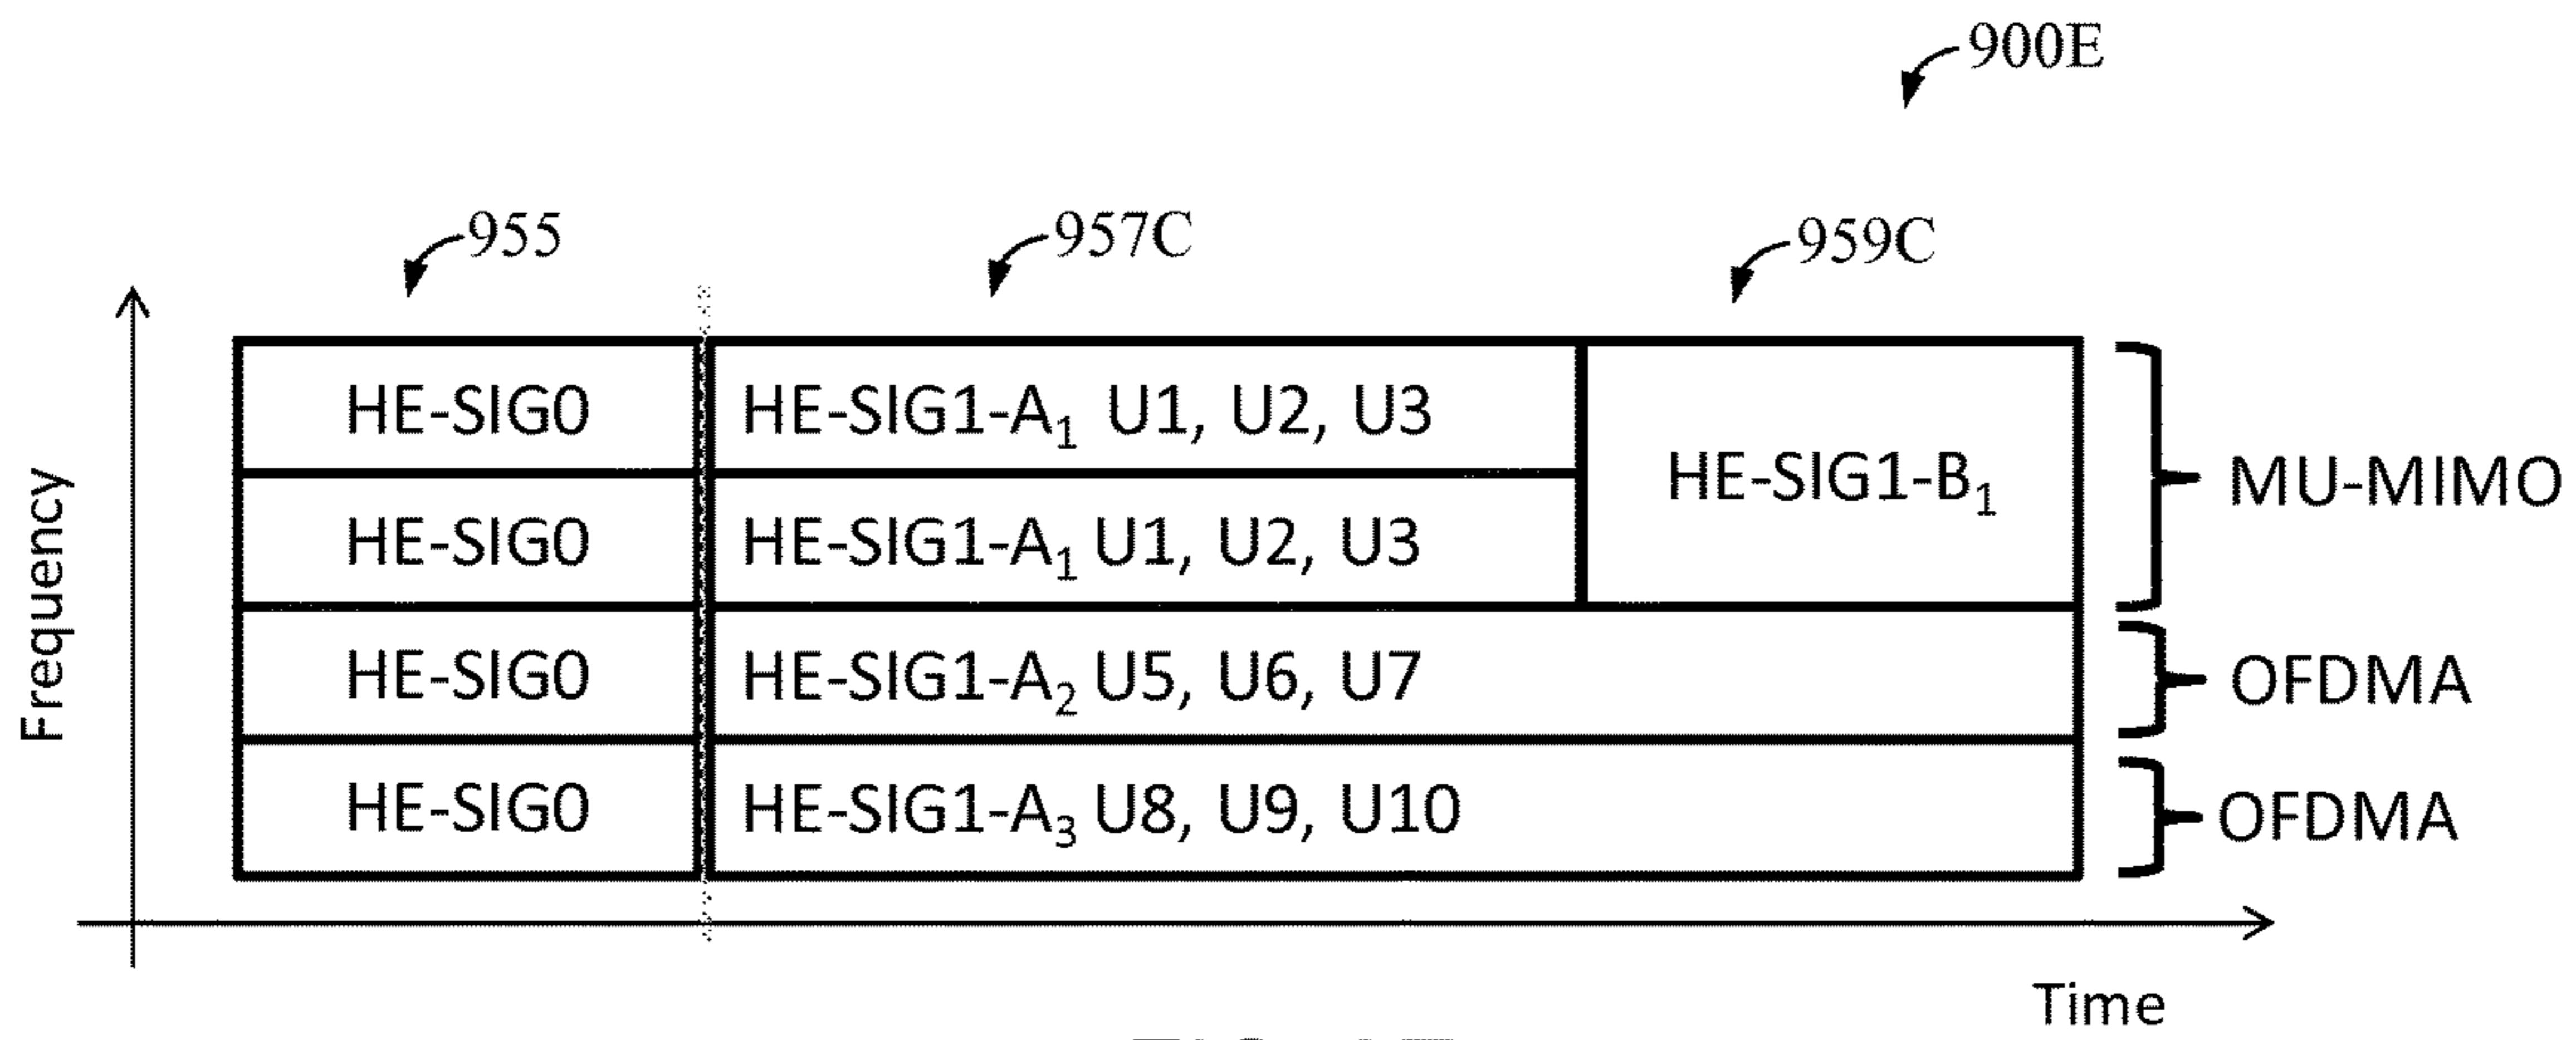 900E
955
957C
959C
HE-SIG0
HE-SIG1-A₁ U1, U2, U3
HE-SIG1-B₁
MU-MIMO
HE-SIG0
HE-SIG1-A₁ U1, U2, U3
HE-SIG0
HE-SIG1-A₂ U5, U6, U7
OFDMA
HE-SIG0
HE-SIG1-A₃ U8, U9, U10
OFDMA
Frequency
Time